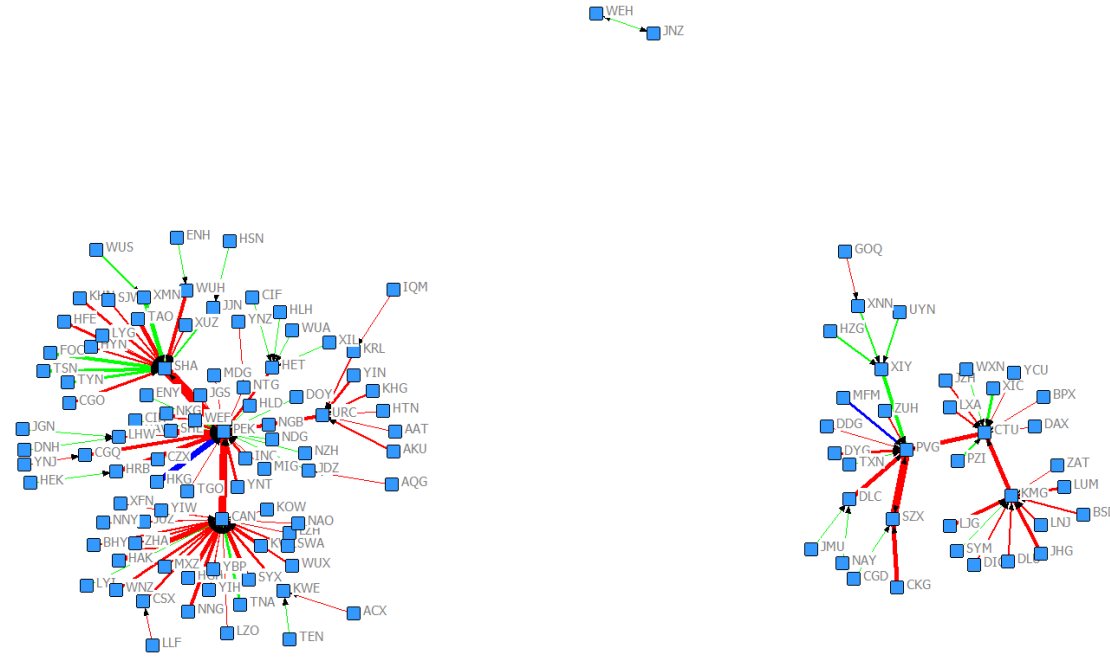 WEH
JNZ
ENH
HSN
WUS
GOQ
WUH
IQM
KHN
XMN
CIF
XNN
TAO
JJN
HLH
UYN
HFE
XUZ
YNZ
HZG
LYG
WUA
HYN
XIL
FOC
KRL
SHA
HET
XIY
WXN
TSN
YCU
MDG
YIN
JZH
TYN
NTG
XIC
KHG
ENY
JGS
DOY
MFM
BPX
CGO
HLD
LXA
NKG
HTN
ZUH
URC
WEF
NGB
DDG
DAX
JGN
PEK
AAT
CTU
LHW
NDG
DNH
NZH
PVG
AKU
CGQ
DYG
CZX
INC
PZI
YNJ
TXN
ZAT
HRB
MIG
JDZ
HEK
HKG
AQG
YNT
LUM
TGO
KMG
DLC
XFN
YIW
KOW
CAN
SZX
NNY
NAO
LJG
LNJ
ZHA
BHY
SWA
JMU
SYM
JHG
HAK
DLU
NAY
MXZ
WUX
YBP
CGD
SYX
LYI
CKG
WNZ
YIH
KWE
CSX
TNA
NNG
ACX
LZO
TEN
LLF